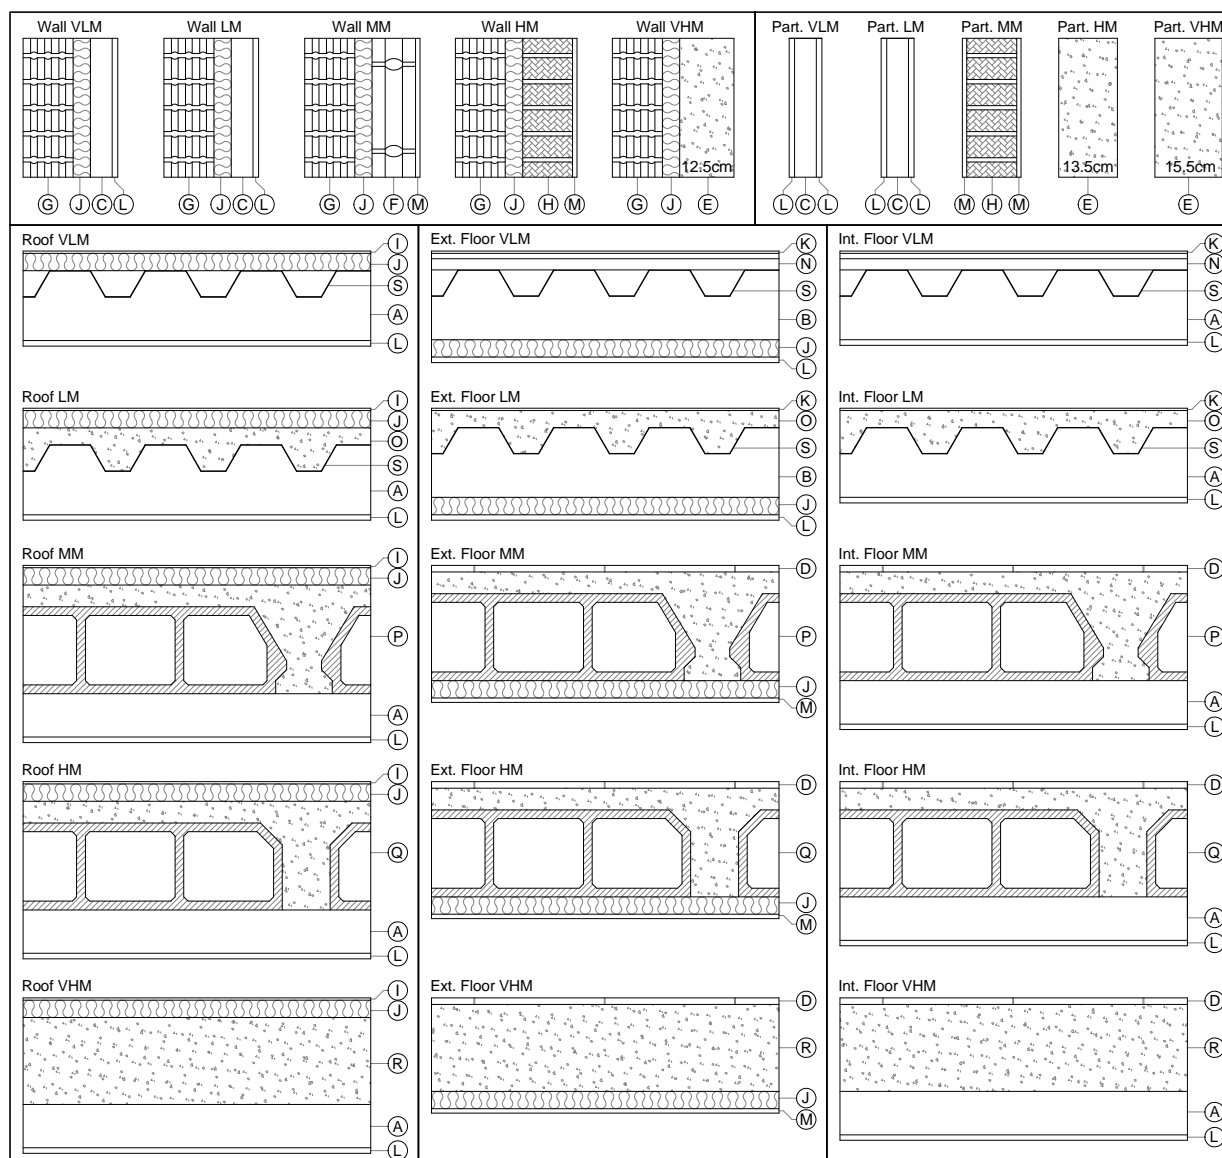 Wall VLM Wall LM Wall MM Wall HM Wall VHM Part. VLM Part. LM Part. MM Part. HM Part. VHM
12.5cm 13.5cm 15.5cm
G J C L G J C L G J F M G J H M G J E L C L L C L M H M E E
Roof VLM
I
J
S
A
L
Ext. Floor VLM
K
N
S
B
J
L
Int. Floor VLM
K
N
S
A
L
Roof LM
I
J
O
S
A
L
Ext. Floor LM
K
O
S
B
J
L
Int. Floor LM
K
O
S
A
L
Roof MM
I
J
P
A
L
Ext. Floor MM
D
P
J
M
Int. Floor MM
D
P
A
L
Roof HM
I
J
Q
A
L
Ext. Floor HM
D
Q
J
M
Int. Floor HM
D
Q
A
L
Roof VHM
I
J
R
A
L
Ext. Floor VHM
D
R
J
M
Int. Floor VHM
D
R
A
L